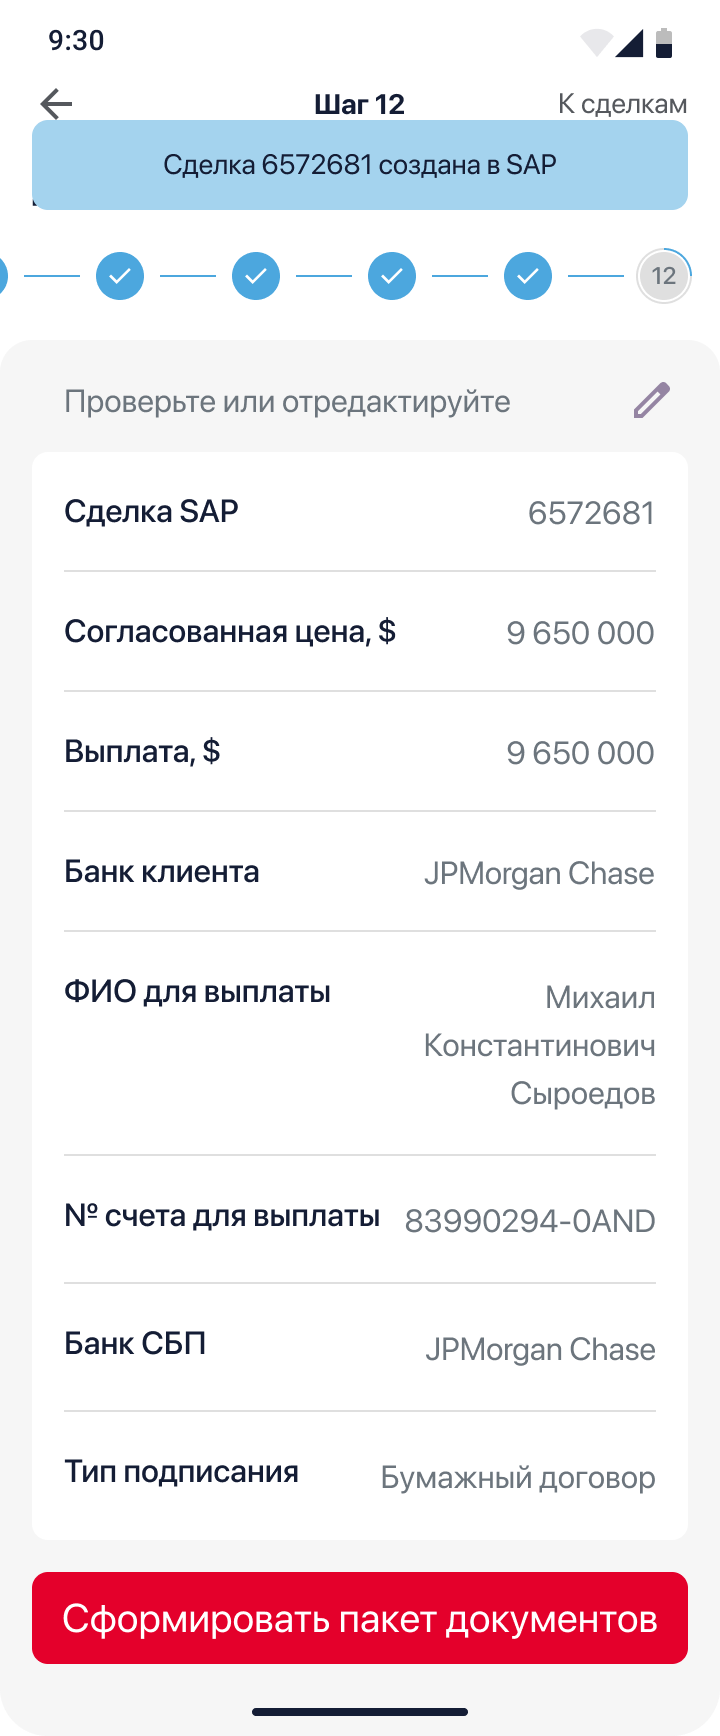 9:30
Шаг 12
К сделкам
Сделка 6572681 создана в SAP
12
Проверьте или отредактируйте
Сделка SAP
6572681
Согласованная цена, $
9 650 000
Выплата, $
9 650 000
Банк клиента
JPMorgan Chase
ФИО для выплаты
Михаил
Константинович
Сыроедов
№ счета для выплаты
83990294-0AND
Банк СБП
JPMorgan Chase
Тип подписания
Бумажный договор
Сформировать пакет документов